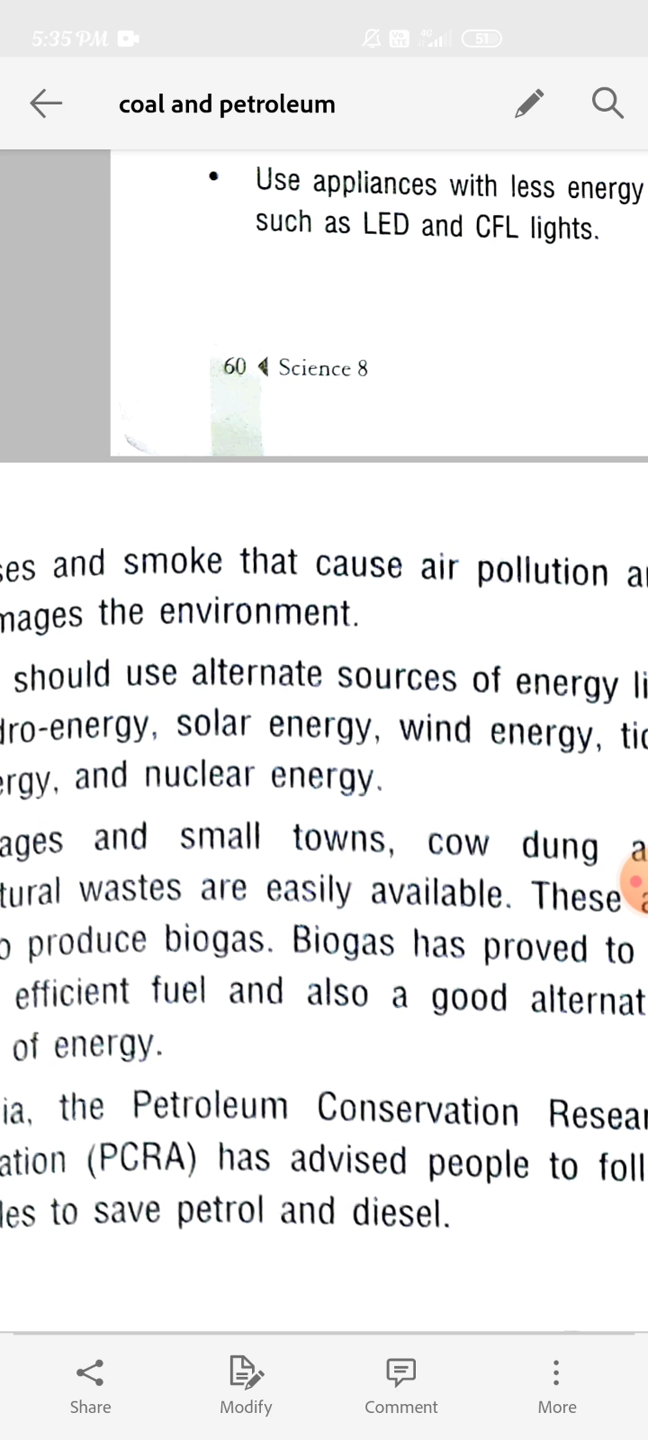 5:35 PM
51
coal and petroleum
• Use appliances with less energy
such as LED and CFL lights.
60 Science 8
ses and smoke that cause air pollution
mages the environment.
should use alternate sources of energy li
dro-energy, solar energy, wind energy, tid
ergy, and nuclear energy.
ages and small towns, cow dung a
tural wastes are easily available. These a
o produce biogas. Biogas has proved to
efficient fuel and also a good alternat
of energy.
ia, the Petroleum Conservation Resear
ation (PCRA) has advised people to foll
les to save petrol and diesel.
Share Modify Comment More